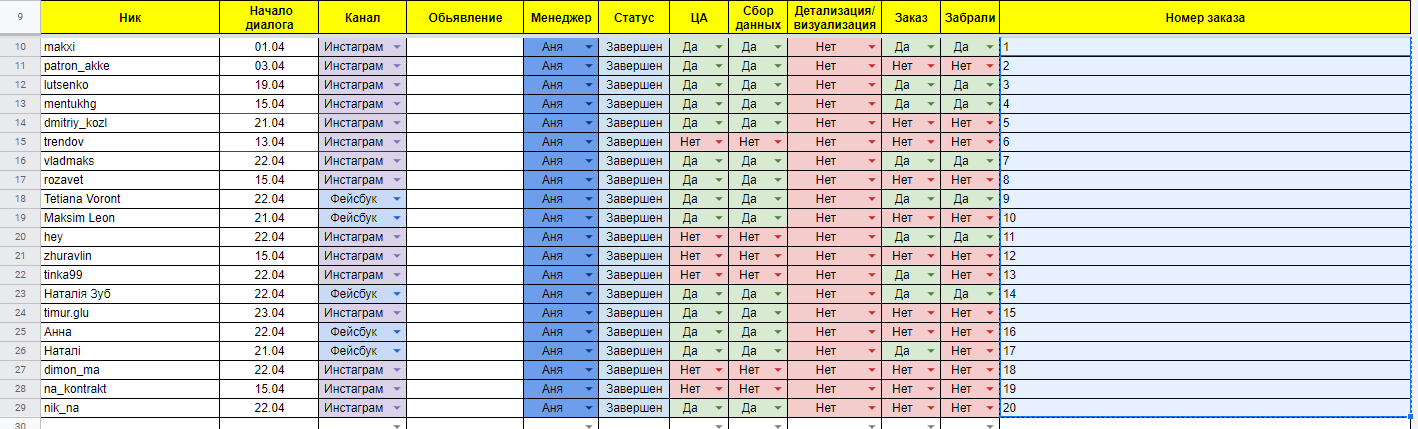 9 Ник Начало диалога Канал Обьявление Менеджер Статус ЦА Сбор данных Детализация/визуализация Заказ Забрали Номер заказа
10 makxi 01.04 Инстаграм Аня Завершен Да Да Нет Да Да 1
11 patron_akke 03.04 Инстаграм Аня Завершен Да Да Нет Нет Нет 2
12 lutsenko 19.04 Инстаграм Аня Завершен Да Да Нет Да Да 3
13 mentukhg 15.04 Инстаграм Аня Завершен Да Да Нет Да Да 4
14 dmitriy_kozl 21.04 Инстаграм Аня Завершен Да Да Нет Нет Нет 5
15 trendov 13.04 Инстаграм Аня Завершен Нет Нет Нет Нет Нет 6
16 vladmaks 22.04 Инстаграм Аня Завершен Да Да Нет Да Да 7
17 rozavet 15.04 Инстаграм Аня Завершен Да Да Нет Нет Нет 8
18 Tetiana Voront 22.04 Фейсбук Аня Завершен Да Да Нет Да Да 9
19 Maksim Leon 21.04 Фейсбук Аня Завершен Да Да Нет Нет Нет 10
20 hey 22.04 Инстаграм Аня Завершен Нет Нет Нет Да Да 11
21 zhuravlin 15.04 Инстаграм Аня Завершен Нет Нет Нет Нет Нет 12
22 tinka99 22.04 Инстаграм Аня Завершен Нет Нет Нет Да Нет 13
23 Наталія Зуб 22.04 Фейсбук Аня Завершен Да Да Нет Да Да 14
24 timur.glu 23.04 Инстаграм Аня Завершен Да Да Нет Нет Нет 15
25 Анна 22.04 Фейсбук Аня Завершен Да Да Нет Нет Нет 16
26 Наталі 21.04 Фейсбук Аня Завершен Да Да Нет Да Нет 17
27 dimon_ma 22.04 Инстаграм Аня Завершен Нет Нет Нет Нет Нет 18
28 na_kontrakt 15.04 Инстаграм Аня Завершен Нет Нет Нет Нет Нет 19
29 nik_na 22.04 Инстаграм Аня Завершен Да Да Нет Нет Нет 20
30